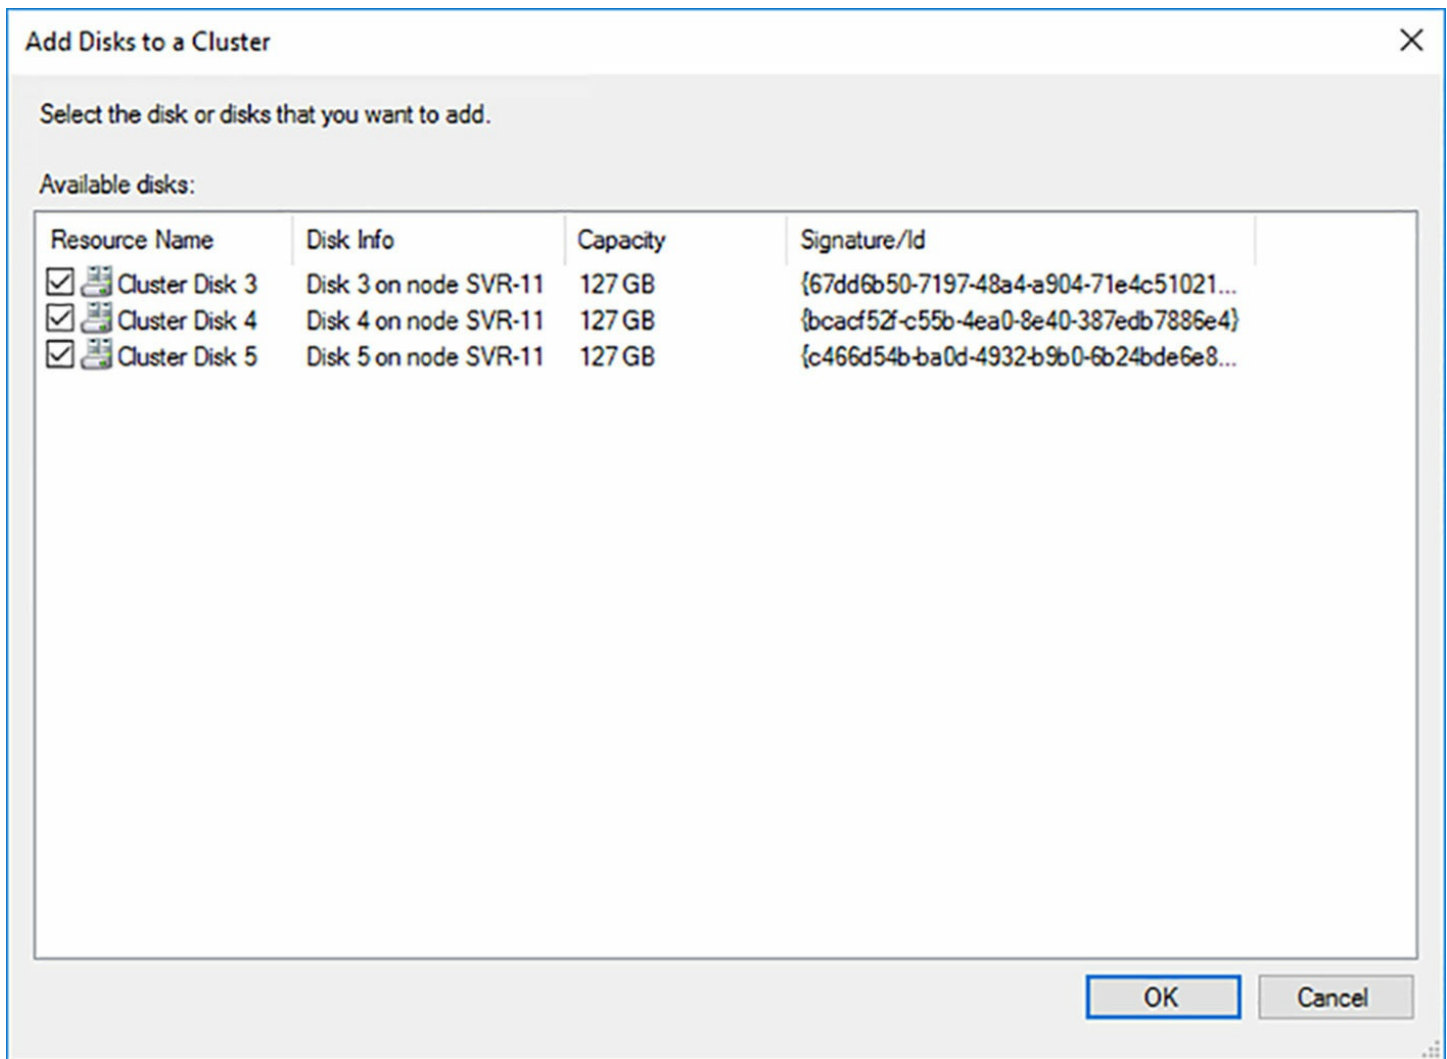 Add Disks to a Cluster
Select the disk or disks that you want to add.
Available disks:
Resource Name Disk Info Capacity Signature/Id
Cluster Disk 3 Disk 3 on node SVR-11 127 GB {67dd6b50-7197-48a4-a904-71e4c51021...
Cluster Disk 4 Disk 4 on node SVR-11 127 GB {bcacf52f-c55b-4ea0-8e40-387edb7886e4}
Cluster Disk 5 Disk 5 on node SVR-11 127 GB {c466d54b-ba0d-4932-b9b0-6b24bde6e8...
OK Cancel